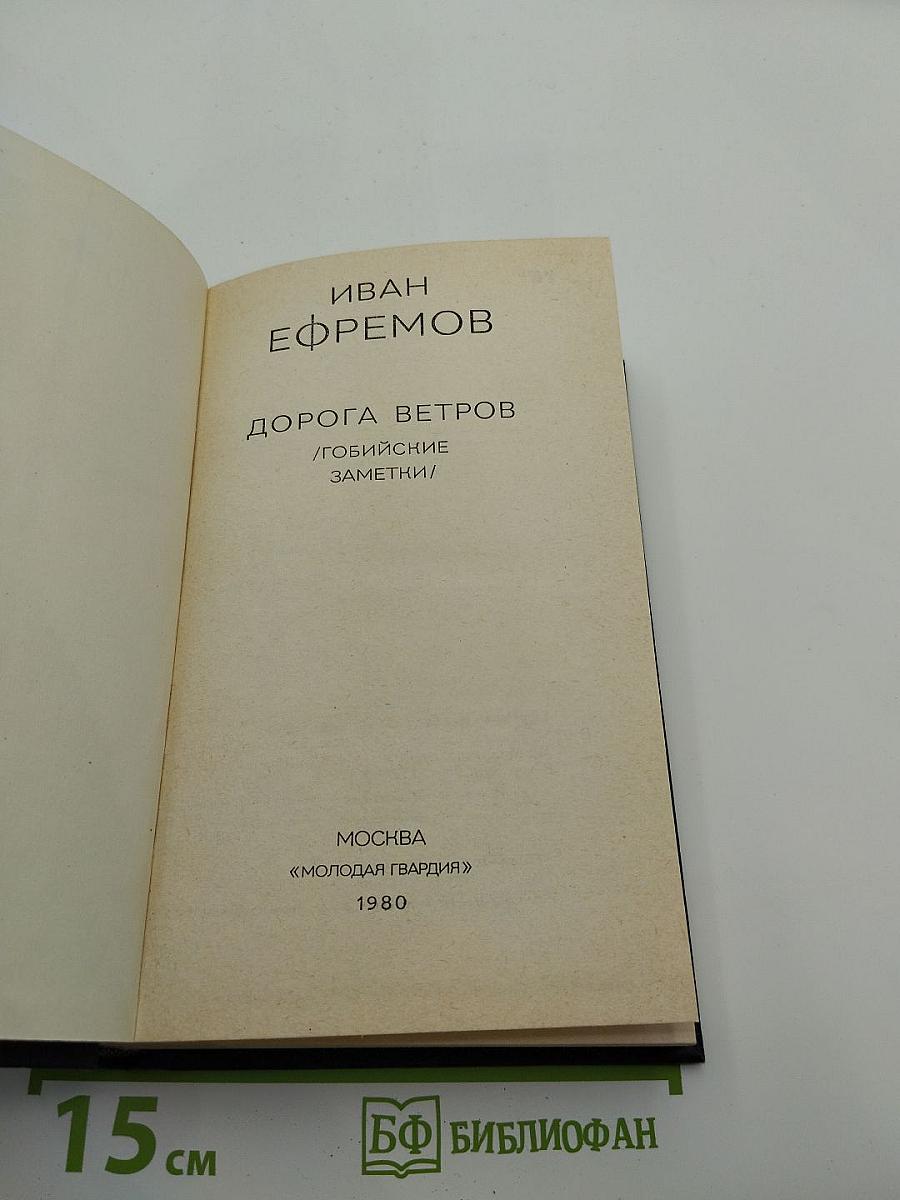 ИВАН
ЕФРЕМОВ
ДОРОГА ВЕТРОВ
/ГОБИЙСКИЕ
ЗАМЕТКИ/
МОСКВА
«МОЛОДАЯ ГВАРДИЯ»
1980
15 см
БФ БИБЛИОФАН